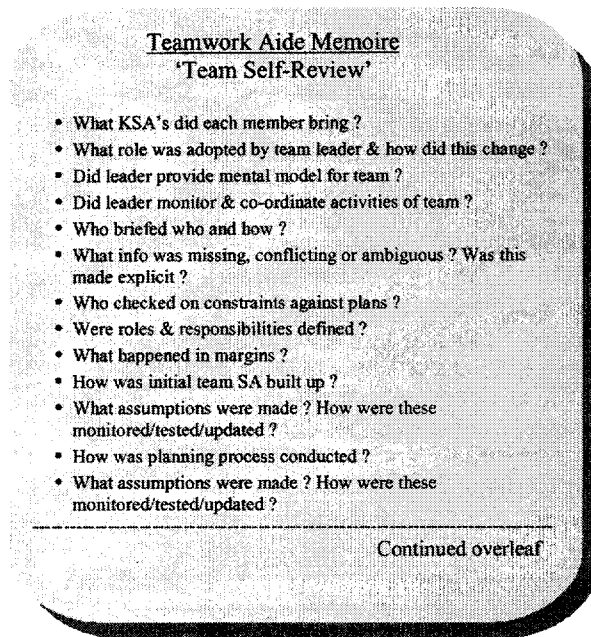 Teamwork Aide Memoire
'Team Self-Review'
• What KSA's did each member bring ?
• What role was adopted by team leader & how did this change ?
• Did leader provide mental model for team ?
• Did leader monitor & co-ordinate activities of team ?
• Who briefed who and how ?
• What info was missing, conflicting or ambiguous ? Was this
made explicit ?
• Who checked on constraints against plans ?
• Were roles & responsibilities defined ?
• What happened in margins ?
• How was initial team SA built up ?
• What assumptions were made ? How were these
monitored/tested/updated ?
• How was planning process conducted ?
• What assumptions were made ? How were these
monitored/tested/updated ?
Continued overleaf